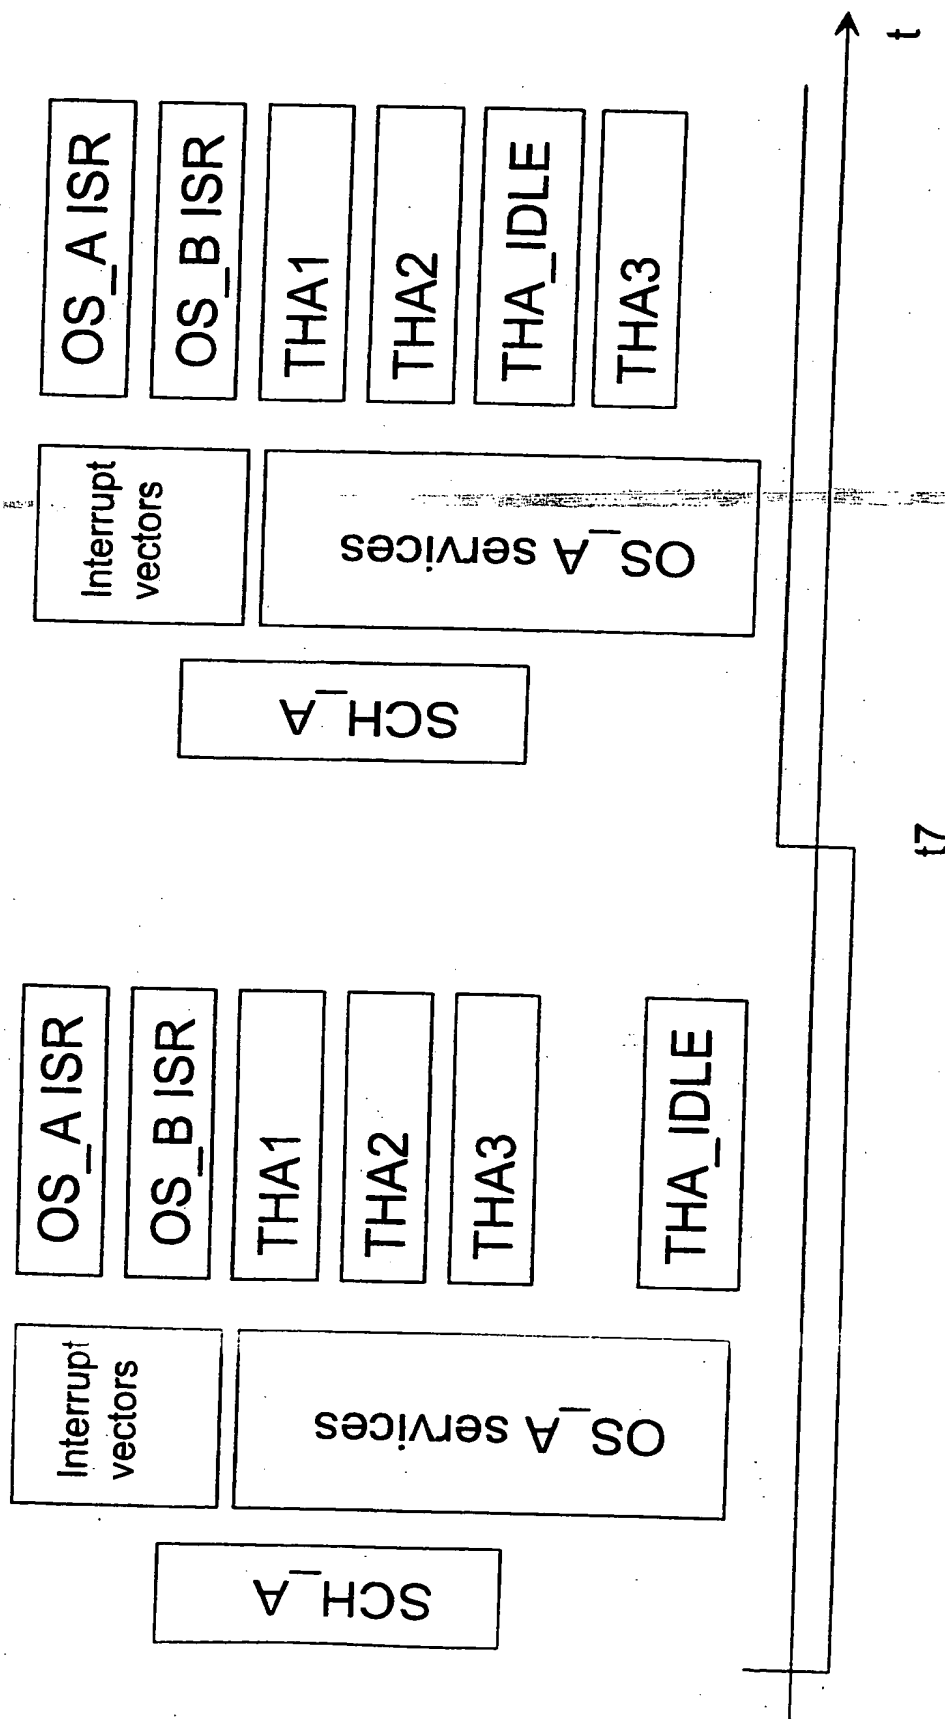 OS_A ISR
OS_B ISR
THA1
THA2
THA3
THA_IDLE
Interrupt
vectors
OS_A services
SCH_A
OS_A ISR
OS_B ISR
THA1
THA2
THA_IDLE
THA3
Interrupt
vectors
OS_A services
SCH_A
t7
t